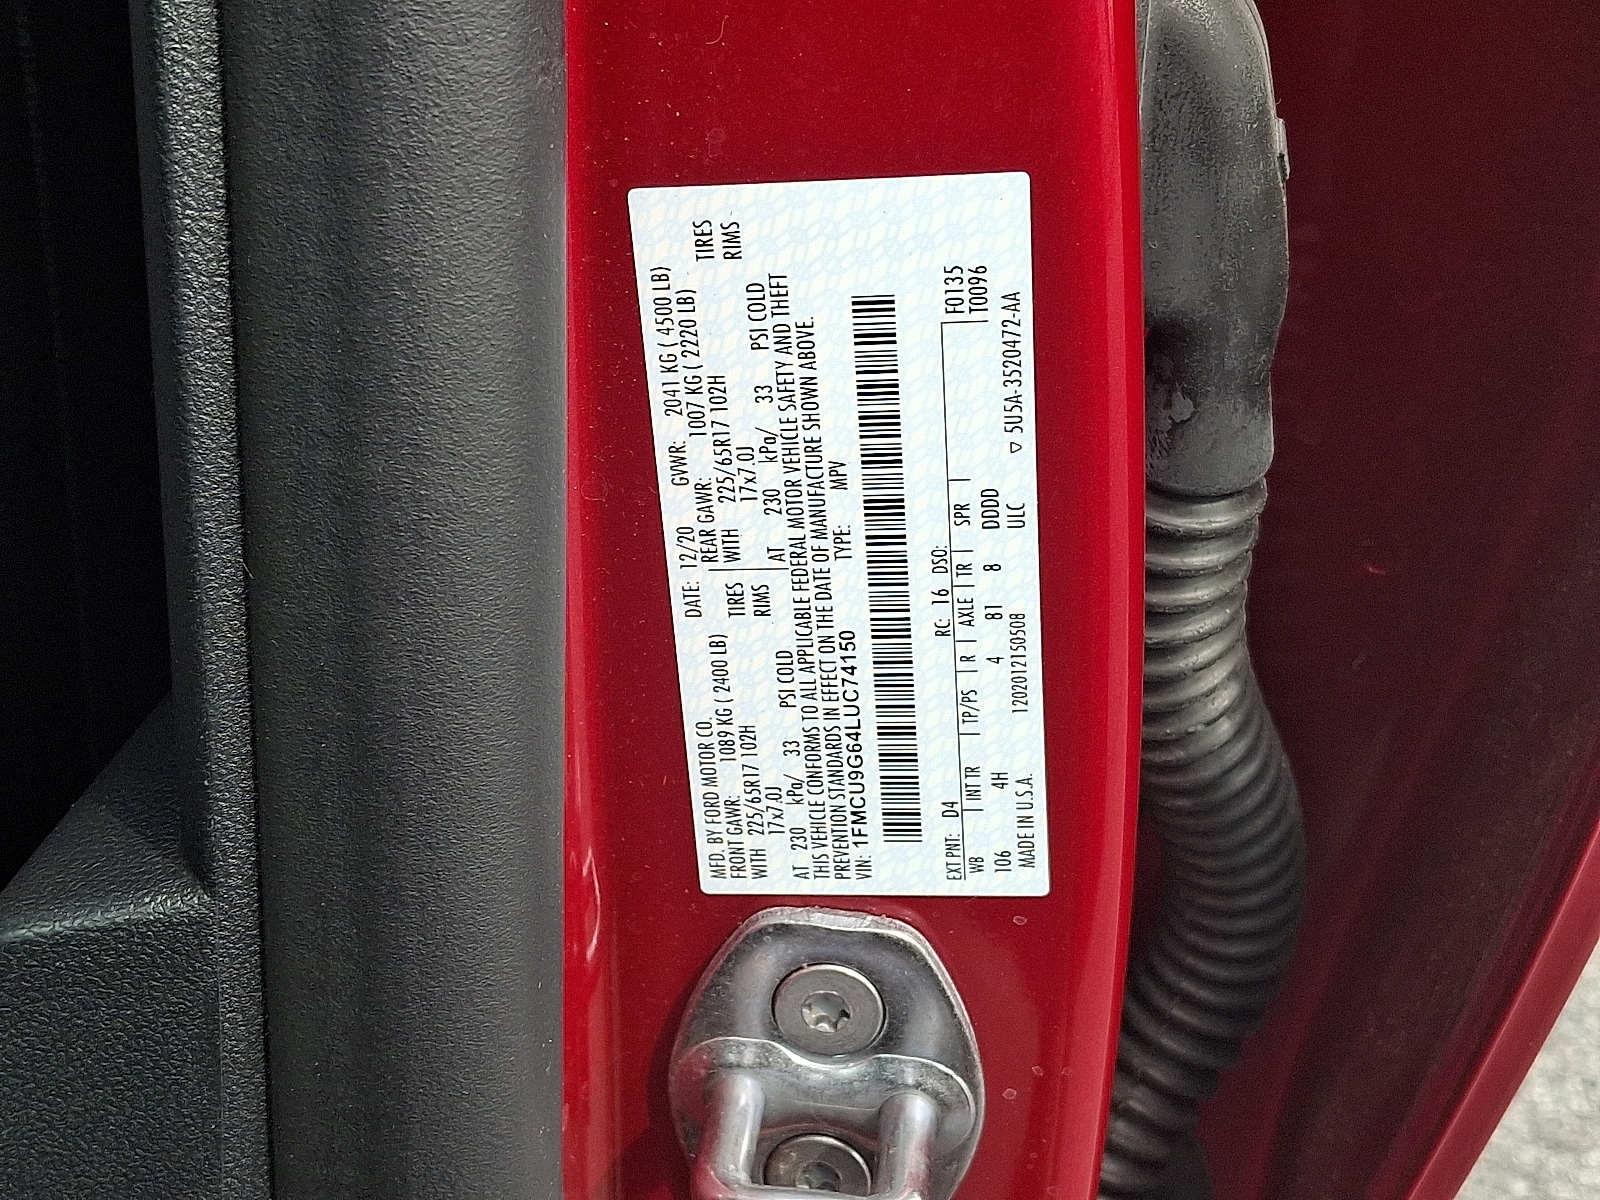 MFD. BY FORD MOTOR CO. DATE: 12/20 GVWR: 2041 KG ( 4500 LB)
FRONT GAWR: 1089 KG ( 2400 LB) REAR GAWR: 1007 KG ( 2220 LB)
WITH 225/65R17 102H TIRES WITH 225/65R17 102H TIRES
17x7.0J RIMS 17x7.0J RIMS
AT 230 kPa/ 33 PSI COLD AT 230 kPa/ 33 PSI COLD
THIS VEHICLE CONFORMS TO ALL APPLICABLE FEDERAL MOTOR VEHICLE SAFETY AND THEFT
PREVENTION STANDARDS IN EFFECT ON THE DATE OF MANUFACTURE SHOWN ABOVE.
VIN: 1FMCU9G64LUC74150 TYPE: MPV
EXT PNT: D4 RC: 16 DSO: F0135
WB | INT TR | TP/PS | R | AXLE | TR | SPR | T0096
106 4H 4 81 8 DDDD
MADE IN U.S.A. 1202012150508 ULC ▽ 5U5A-3520472-AA